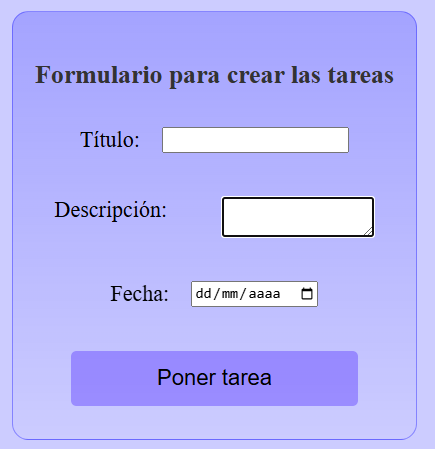 Formulario para crear las tareas
Título:
Descripción:
Fecha: dd/mm/aaaa
Poner tarea